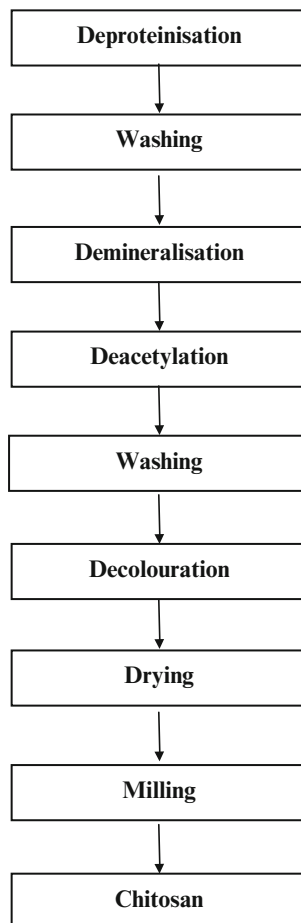 Deproteinisation
Washing
Demineralisation
Deacetylation
Washing
Decolouration
Drying
Milling
Chitosan